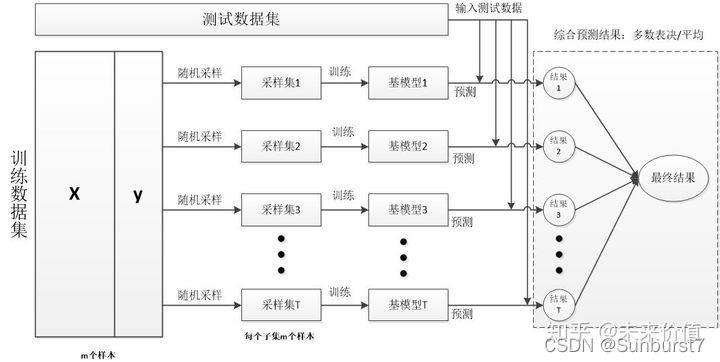 测试数据集
输入测试数据
综合预测结果：多数表决/平均
随机采样
采样集1
训练
基模型1
预测
结果
1
随机采样
采样集2
训练
基模型2
预测
结果
2
训练数据集
X
y
随机采样
采样集3
训练
基模型3
预测
结果
3
最终结果
随机采样
采样集T
训练
基模型T
预测
结果
T
每个子集m个样本
m个样本
知乎 @未来价值
CSDN @Sunburst7